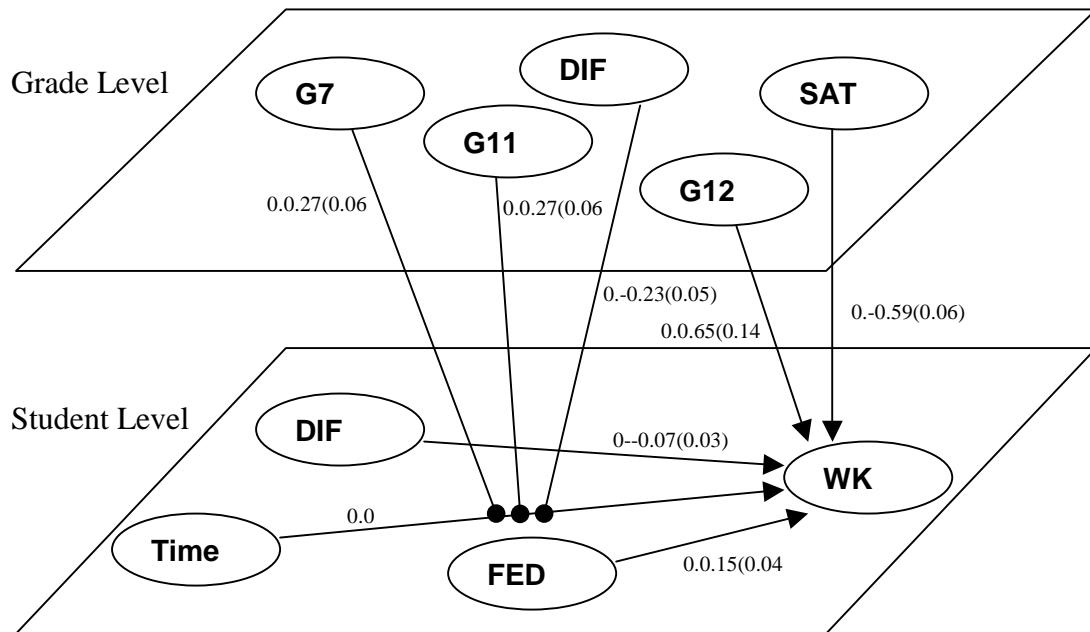 Grade Level
G7
DIF
SAT
G11
G12
0.0.27(0.06
0.0.27(0.06
0.-0.23(0.05)
0.0.65(0.14
0.-0.59(0.06)
Student Level
DIF
0--0.07(0.03)
WK
0.0
Time
FED
0.0.15(0.04